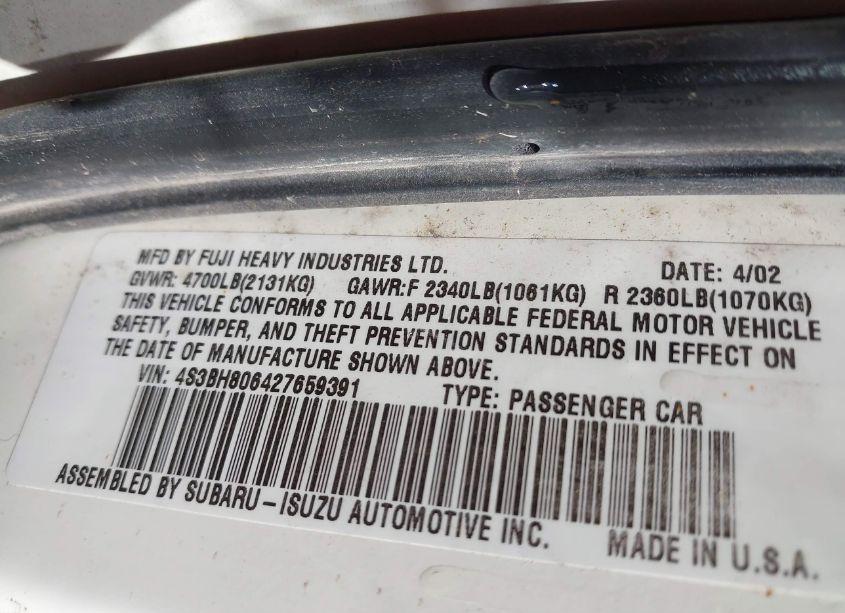 MFD BY FUJI HEAVY INDUSTRIES LTD. DATE: 4/02
GVWR: 4700LB(2131KG) GAWR:F 2340LB(1061KG) R 2360LB(1070KG)
THIS VEHICLE CONFORMS TO ALL APPLICABLE FEDERAL MOTOR VEHICLE
SAFETY, BUMPER, AND THEFT PREVENTION STANDARDS IN EFFECT ON
THE DATE OF MANUFACTURE SHOWN ABOVE.
VIN: 4S3BH806427659391 TYPE: PASSENGER CAR
ASSEMBLED BY SUBARU-ISUZU AUTOMOTIVE INC. MADE IN U.S.A.